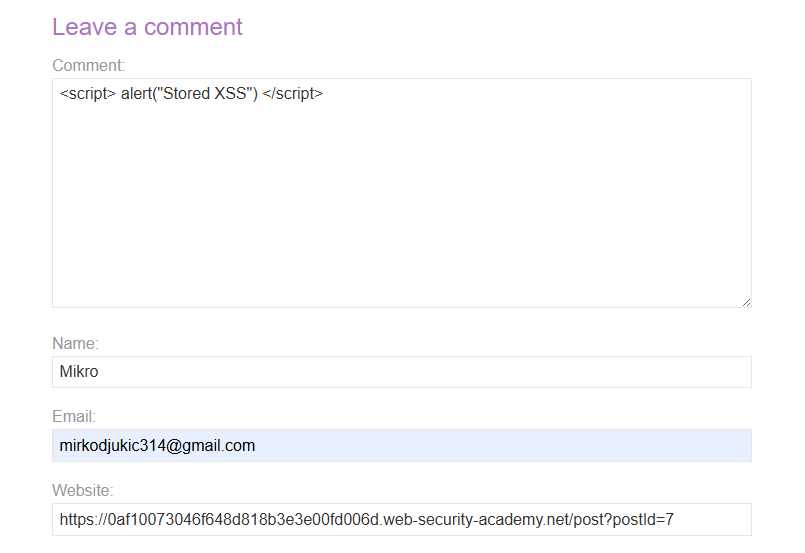 Leave a comment
Comment:
<script> alert("Stored XSS") </script>
Name:
Mikro
Email:
mirkodjukic314@gmail.com
Website:
https://0af10073046f648d818b3e3e00fd006d.web-security-academy.net/post?postId=7